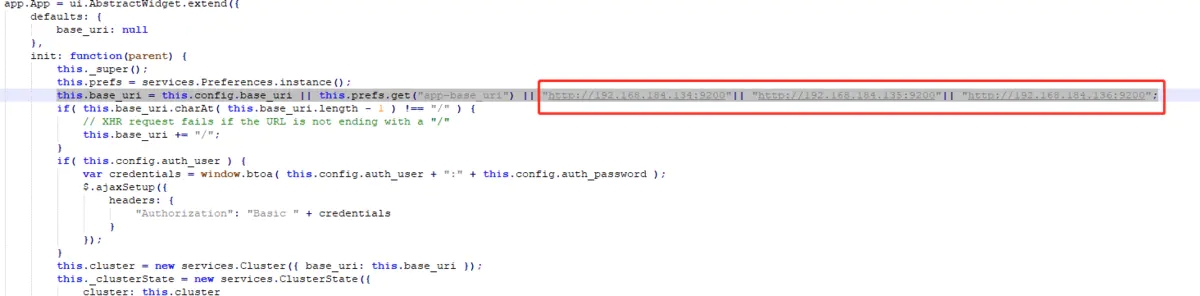 app.App = ui.AbstractWidget.extend({
    defaults: {
        base_uri: null
    },
    init: function(parent) {
        this._super();
        this.prefs = services.Preferences.instance();
        this.base_uri = this.config.base_uri || this.prefs.get("app-base_uri") || "http://192.168.184.134:9200"|| "http://192.168.184.135:9200"|| "http://192.168.184.136:9200";
        if( this.base_uri.charAt( this.base_uri.length - 1 ) !== "/" ) {
            // XHR request fails if the URL is not ending with a "/"
            this.base_uri += "/";
        }
        if( this.config.auth_user ) {
            var credentials = window.btoa( this.config.auth_user + ":" + this.config.auth_password );
            $.ajaxSetup({
                headers: {
                    "Authorization": "Basic " + credentials
                }
            });
        }
        this.cluster = new services.Cluster({ base_uri: this.base_uri });
        this._clusterState = new services.ClusterState({
            cluster: this.cluster